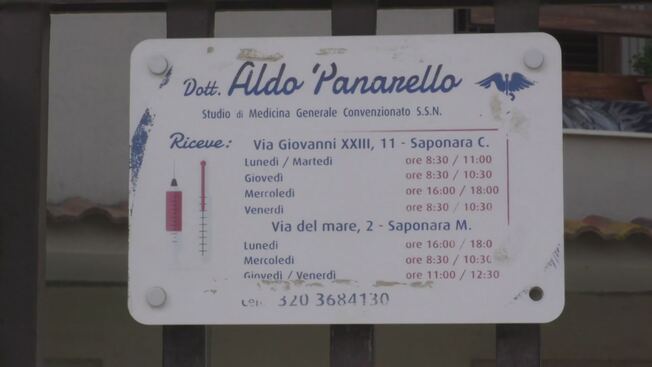 Dott. Aldo Panarello
Studio di Medicina Generale Convenzionato S.S.N.
Riceve: Via Giovanni XXIII, 11 - Saponara C.
Lunedì / Martedì ore 8:30 / 11:00
Giovedì ore 8:30 / 10:30
Mercoledì ore 16:00 / 18:00
Venerdì ore 8:30 / 10:30
Via del mare, 2 - Saponara M.
Lunedì ore 16:00 / 18:0
Mercoledì ore 8:30 / 10:30
Giovedì / Venerdì ore 11:00 / 12:30
320 3684130